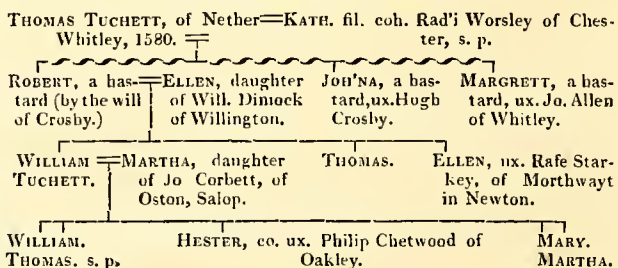 THOMAS TUCHETT, of Nether═KATH. fil. coh. Rad'i Worsley of Ches-
Whitley, 1580. ter, s. p.
ROBERT, a bas-═ELLEN, daughter JOH'NA, a bas- MARGRETT, a bas-
tard (by the will of Will. Dimock tard, ux. Hugh tard, ux. Jo. Allen
of Crosby.) of Willington. Crosby. of Whitley.
WILLIAM ═MARTHA, daughter THOMAS. ELLEN, ux. Rafe Star-
TUCHETT. of Jo Corbett, of key, of Morthwayt
Oston, Salop. in Newton.
WILLIAM. HESTER, co. ux. Philip Chetwood of MARY.
THOMAS. s. p. Oakley. MARTHA.